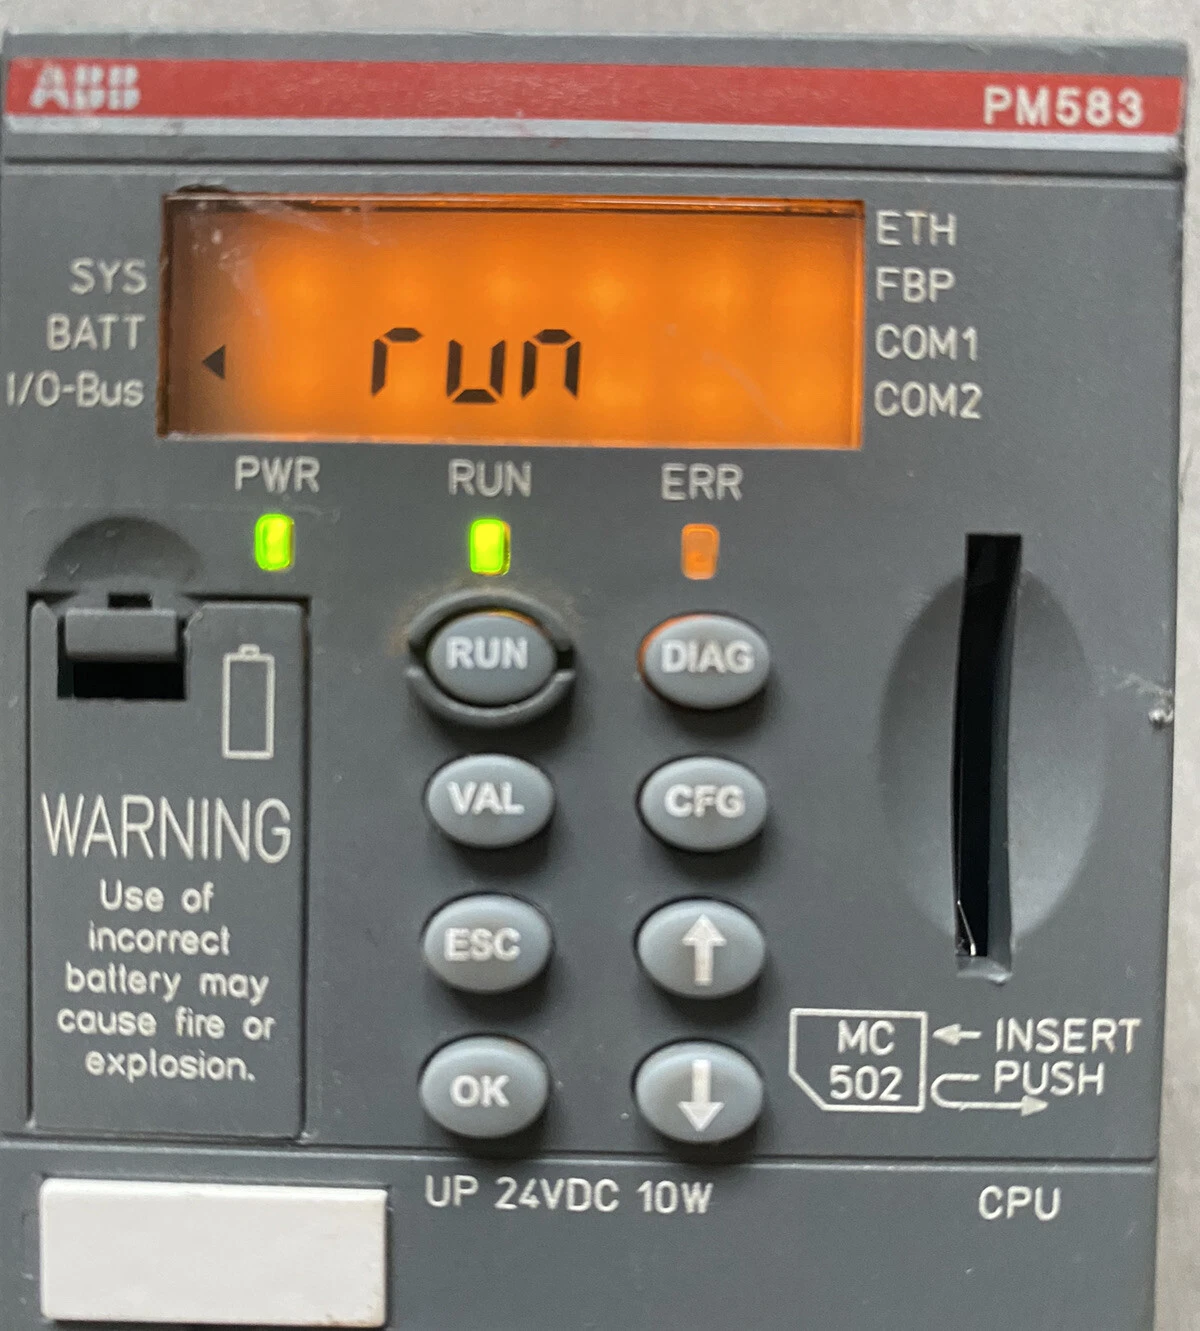 ABB
PM583
SYS
BATT
I/O-Bus
run
ETH
FBP
COM1
COM2
PWR RUN ERR
RUN DIAG
VAL CFG
ESC
OK
WARNING
Use of
incorrect
battery may
cause fire or
explosion.
MC
502
INSERT
PUSH
UP 24VDC 10W
CPU